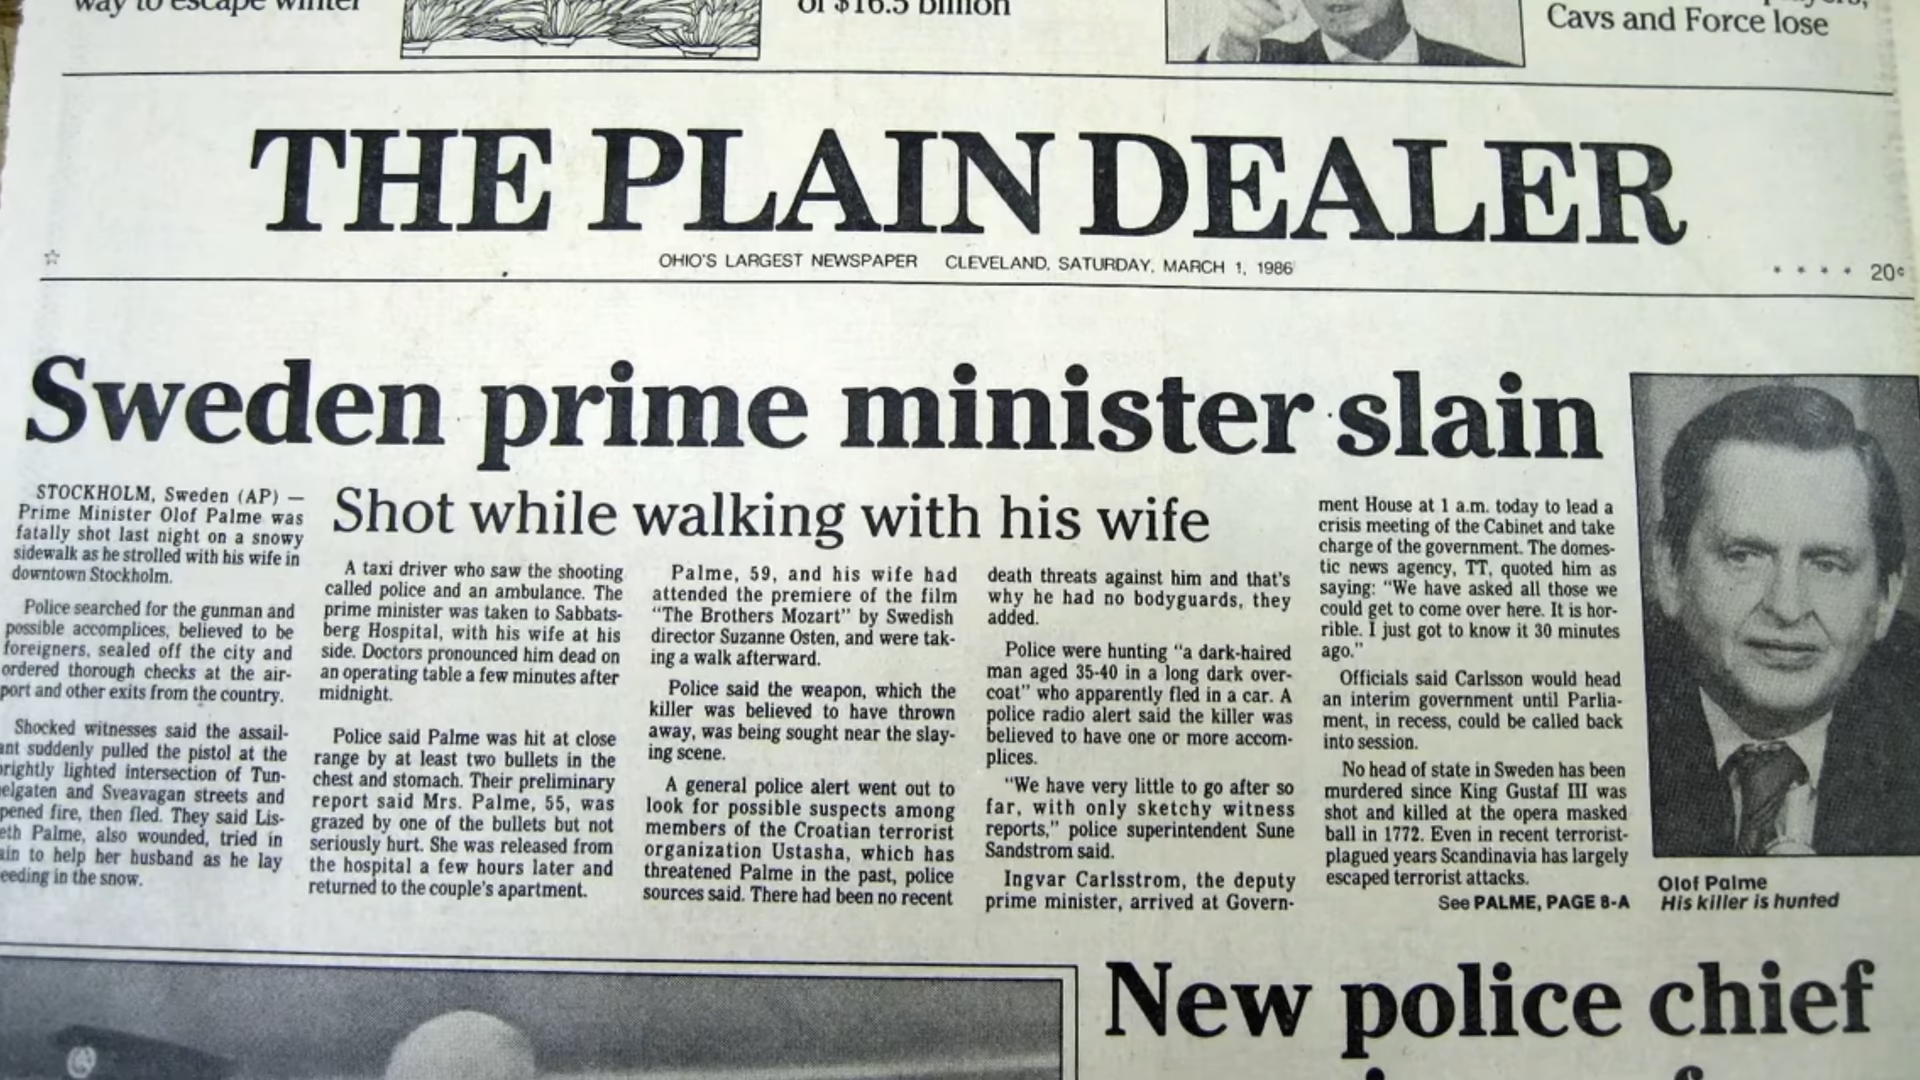 way to escape winter
of $16.5 billion
Cavs and Force lose
THE PLAIN DEALER
OHIO'S LARGEST NEWSPAPER CLEVELAND, SATURDAY, MARCH 1, 1986
20¢
Sweden prime minister slain
Shot while walking with his wife
STOCKHOLM, Sweden (AP) —
Prime Minister Olof Palme was
fatally shot last night on a snowy
sidewalk as he strolled with his wife in
downtown Stockholm.
Police searched for the gunman and
possible accomplices, believed to be
foreigners, sealed off the city and
ordered thorough checks at the air-
port and other exits from the country.
Shocked witnesses said the assail-
ant suddenly pulled the pistol at the
brightly lighted intersection of Tun-
elgaten and Sveavagan streets and
pened fire, then fled. They said Lis-
eth Palme, also wounded, tried in
ain to help her husband as he lay
eeding in the snow.
A taxi driver who saw the shooting
called police and an ambulance. The
prime minister was taken to Sabbats-
berg Hospital, with his wife at his
side. Doctors pronounced him dead on
an operating table a few minutes after
midnight.
Police said Palme was hit at close
range by at least two bullets in the
chest and stomach. Their preliminary
report said Mrs. Palme, 55, was
grazed by one of the bullets but not
seriously hurt. She was released from
the hospital a few hours later and
returned to the couple's apartment.
Palme, 59, and his wife had
attended the premiere of the film
"The Brothers Mozart" by Swedish
director Suzanne Osten, and were tak-
ing a walk afterward.
Police said the weapon, which the
killer was believed to have thrown
away, was being sought near the slay-
ing scene.
A general police alert went out to
look for possible suspects among
members of the Croatian terrorist
organization Ustasha, which has
threatened Palme in the past, police
sources said. There had been no recent
death threats against him and that's
why he had no bodyguards, they
added.
Police were hunting "a dark-haired
man aged 35-40 in a long dark over-
coat" who apparently fled in a car. A
police radio alert said the killer was
believed to have one or more accom-
plices.
"We have very little to go after so
far, with only sketchy witness
reports," police superintendent Sune
Sandstrom said.
Ingvar Carlsstrom, the deputy
prime minister, arrived at Govern-
ment House at 1 a.m. today to lead a
crisis meeting of the Cabinet and take
charge of the government. The domes-
tic news agency, TT, quoted him as
saying: "We have asked all those we
could get to come over here. It is hor-
rible. I just got to know it 30 minutes
ago."
Officials said Carlsson would head
an interim government until Parlia-
ment, in recess, could be called back
into session.
No head of state in Sweden has been
murdered since King Gustaf III was
shot and killed at the opera masked
ball in 1772. Even in recent terrorist-
plagued years Scandinavia has largely
escaped terrorist attacks.
See PALME, PAGE 8-A
Olof Palme
His killer is hunted
New police chief